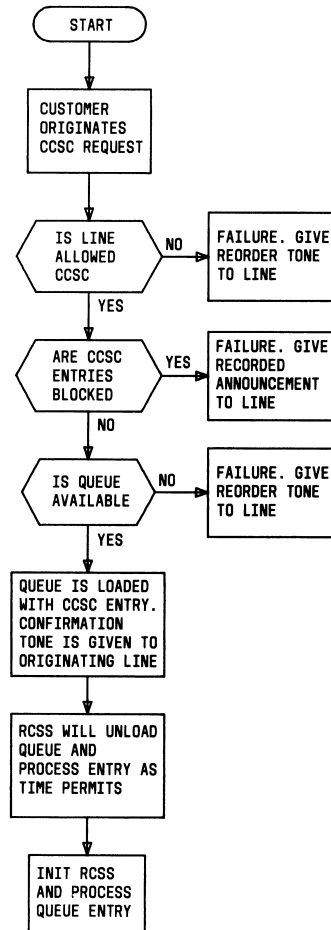 START
CUSTOMER
ORIGINATES
CCSC REQUEST
IS LINE
ALLOWED
CCSC
NO
FAILURE. GIVE
REORDER TONE
TO LINE
YES
ARE CCSC
ENTRIES
BLOCKED
YES
FAILURE. GIVE
RECORDED
ANNOUNCEMENT
TO LINE
NO
IS QUEUE
AVAILABLE
NO
FAILURE. GIVE
REORDER TONE
TO LINE
YES
QUEUE IS LOADED
WITH CCSC ENTRY.
CONFIRMATION
TONE IS GIVEN TO
ORIGINATING LINE
RCSS WILL UNLOAD
QUEUE AND
PROCESS ENTRY AS
TIME PERMITS
INIT RCSS
AND PROCESS
QUEUE ENTRY